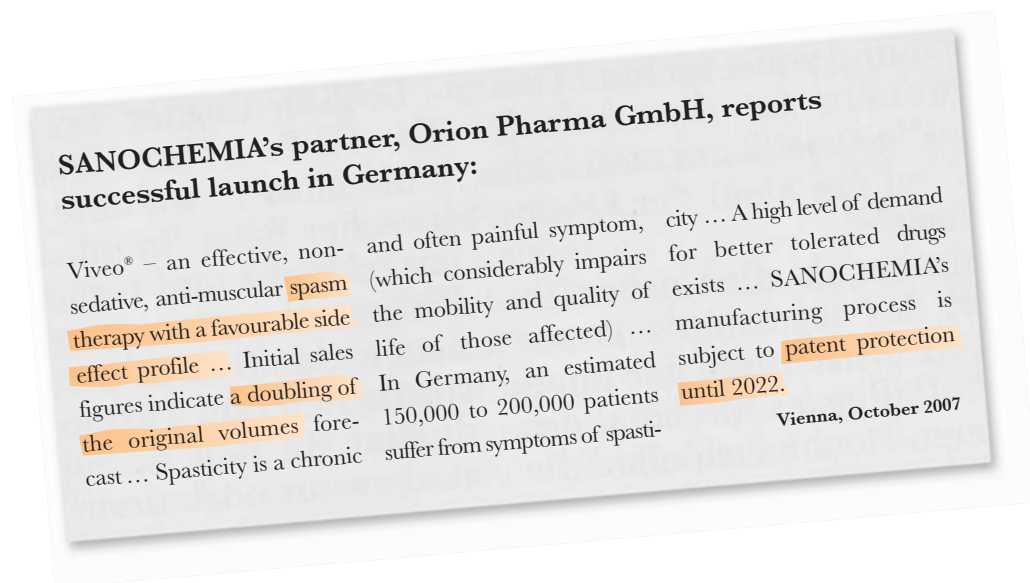 SANOCHEMIA’s partner, Orion Pharma GmbH, reports
successful launch in Germany:
Viveo® – an effective, non-
sedative, anti-muscular spasm
therapy with a favourable side
effect profile … Initial sales
figures indicate a doubling of
the original volumes fore-
cast … Spasticity is a chronic
and often painful symptom,
(which considerably impairs
the mobility and quality of
life of those affected) …
In Germany, an estimated
150,000 to 200,000 patients
suffer from symptoms of spasti-
city … A high level of demand
for better tolerated drugs
exists … SANOCHEMIA’s
manufacturing process is
subject to patent protection
until 2022.
Vienna, October 2007